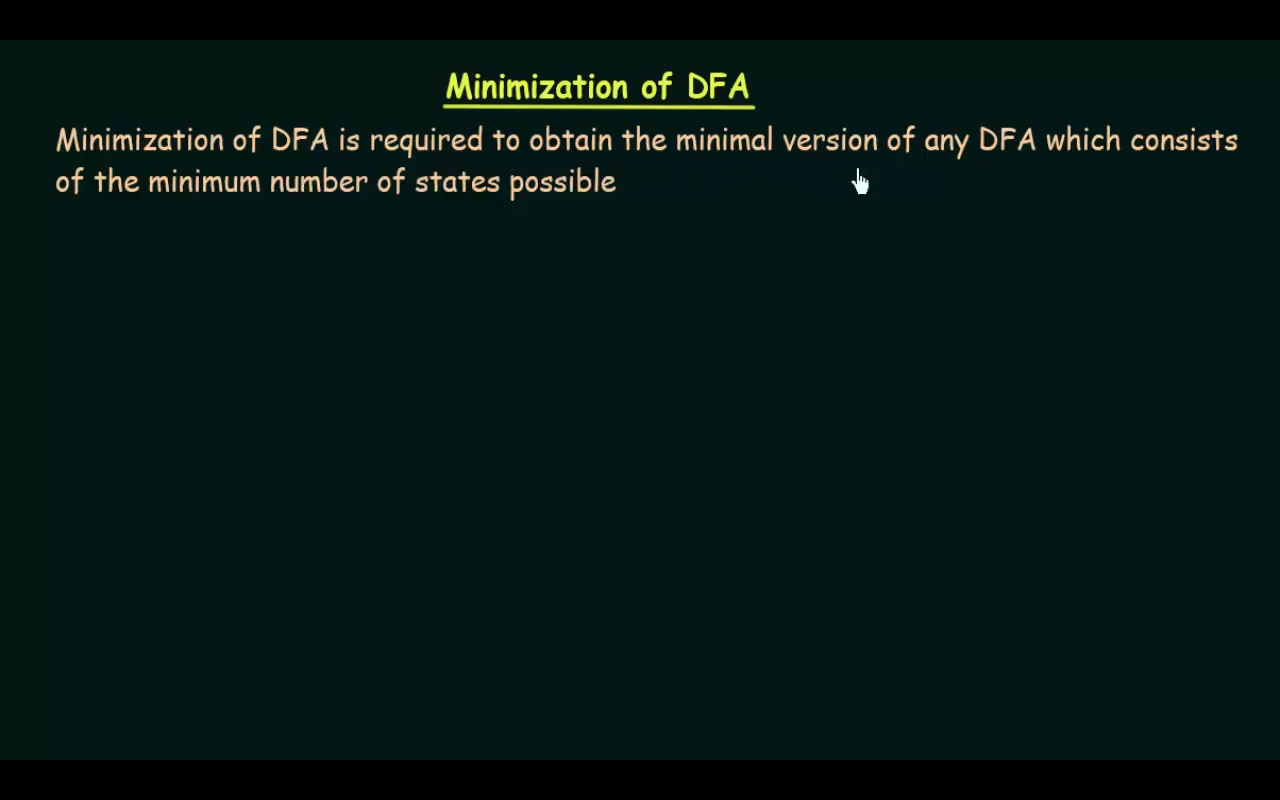 Minimization of DFA
Minimization of DFA is required to obtain the minimal version of any DFA which consists
of the minimum number of states possible